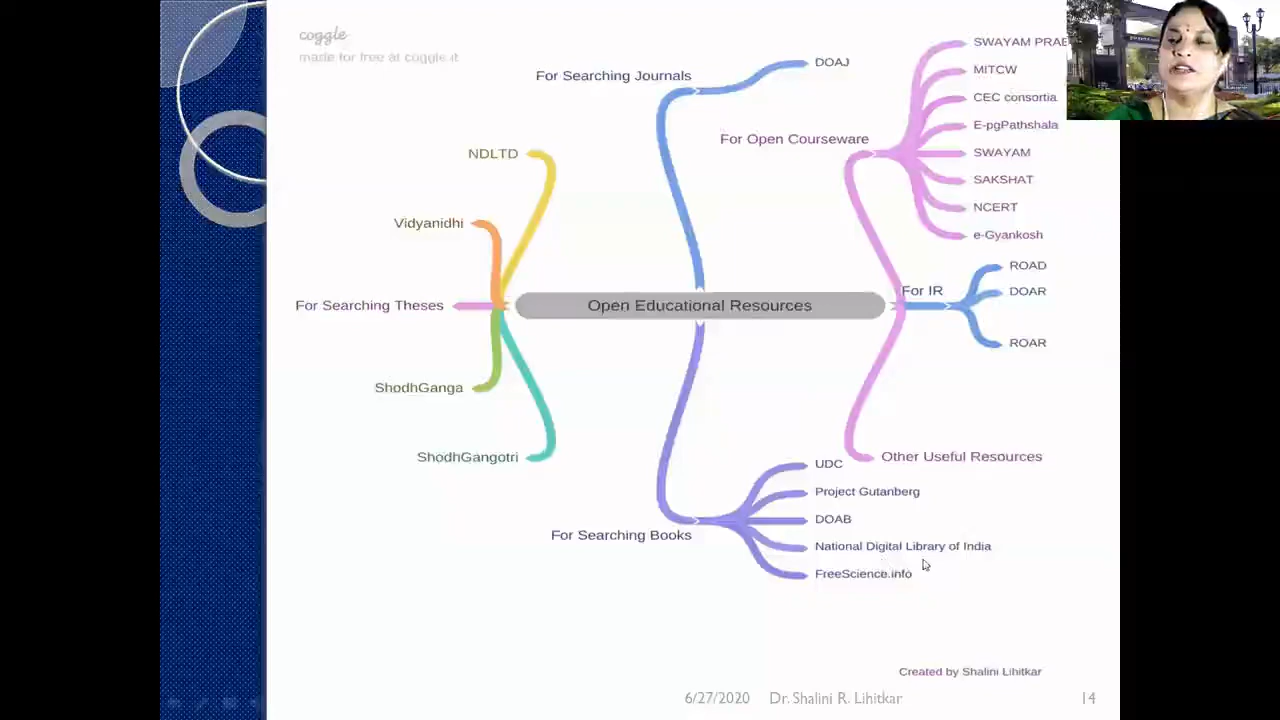 coggle
made for free at coggle.it
For Searching Journals
DOAJ
For Open Courseware
MITCW
CEC consortia
E-pgPathshala
SWAYAM
SAKSHAT
NCERT
e-Gyankosh
NDLTD
Vidyanidhi
For Searching Theses
ShodhGanga
ShodhGangotri
Open Educational Resources
For IR
ROAD
DOAR
ROAR
Other Useful Resources
For Searching Books
UDC
Project Gutanberg
DOAB
National Digital Library of India
FreeScience.info
Created by Shalini Lihitkar
6/27/2020 Dr. Shalini R. Lihitkar 14
SWAYAM